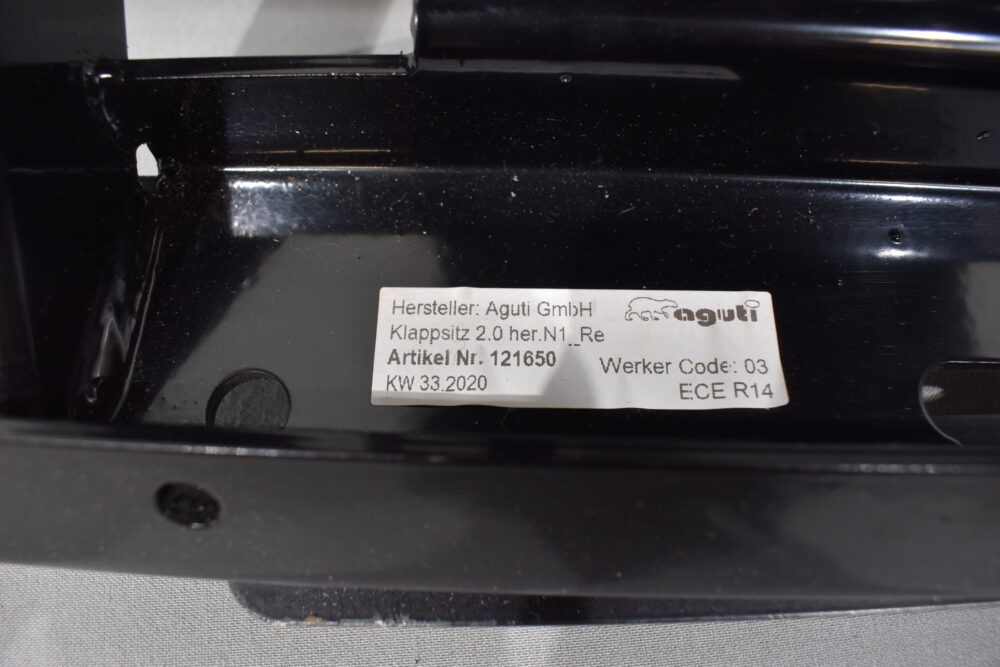 Hersteller: Aguti GmbH
aguti
Klappsitz 2.0 her.N1_Re
Artikel Nr. 121650
Werker Code: 03
KW 33.2020
ECE R14